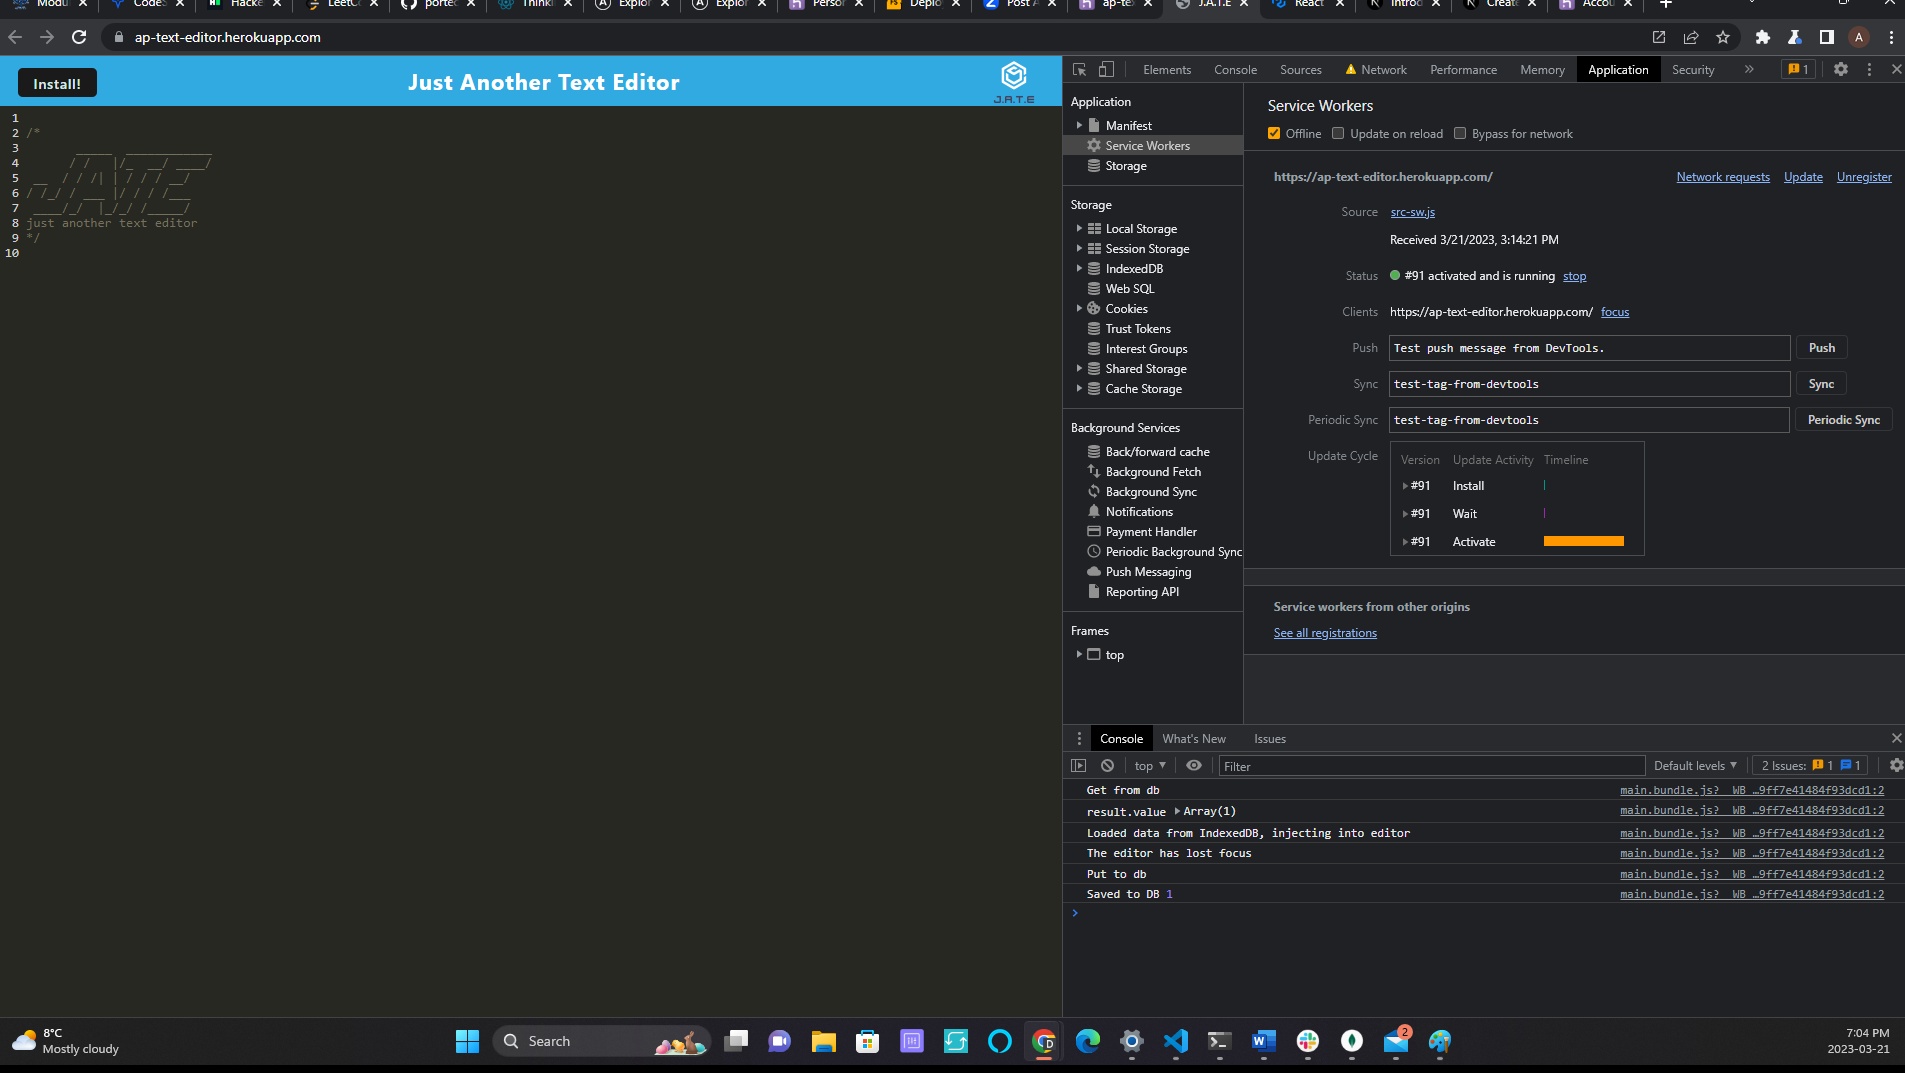 Modu
CodeS
Hacke
LeetC
portec
Thinki
Explor
Explor
Person
Deplo
Post A
ap-tex
J.A.T.E
React
Introd
Create
Accou
ap-text-editor.herokuapp.com
A
Install!
Just Another Text Editor
J.A.T.E
1
2 /*
3
4
5
6
7
8 just another text editor
9 */
10
Elements Console Sources Network Performance Memory Application Security » 1
Application
Manifest
Service Workers
Storage
Storage
Local Storage
Session Storage
IndexedDB
Web SQL
Cookies
Trust Tokens
Interest Groups
Shared Storage
Cache Storage
Background Services
Back/forward cache
Background Fetch
Background Sync
Notifications
Payment Handler
Periodic Background Sync
Push Messaging
Reporting API
Frames
top
Service Workers
Offline Update on reload Bypass for network
https://ap-text-editor.herokuapp.com/ Network requests Update Unregister
Source src-sw.js
Received 3/21/2023, 3:14:21 PM
Status #91 activated and is running stop
Clients https://ap-text-editor.herokuapp.com/ focus
Push Test push message from DevTools. Push
Sync test-tag-from-devtools Sync
Periodic Sync test-tag-from-devtools Periodic Sync
Update Cycle Version Update Activity Timeline
#91 Install
#91 Wait
#91 Activate
Service workers from other origins
See all registrations
Console What's New Issues
top Filter Default levels 2 Issues: 1 1
Get from db main.bundle.js?__WB_…9ff7e41484f93dcd1:2
result.value Array(1) main.bundle.js?__WB_…9ff7e41484f93dcd1:2
Loaded data from IndexedDB, injecting into editor main.bundle.js?__WB_…9ff7e41484f93dcd1:2
The editor has lost focus main.bundle.js?__WB_…9ff7e41484f93dcd1:2
Put to db main.bundle.js?__WB_…9ff7e41484f93dcd1:2
Saved to DB 1 main.bundle.js?__WB_…9ff7e41484f93dcd1:2
8°C
Mostly cloudy
Search
2
7:04 PM
2023-03-21